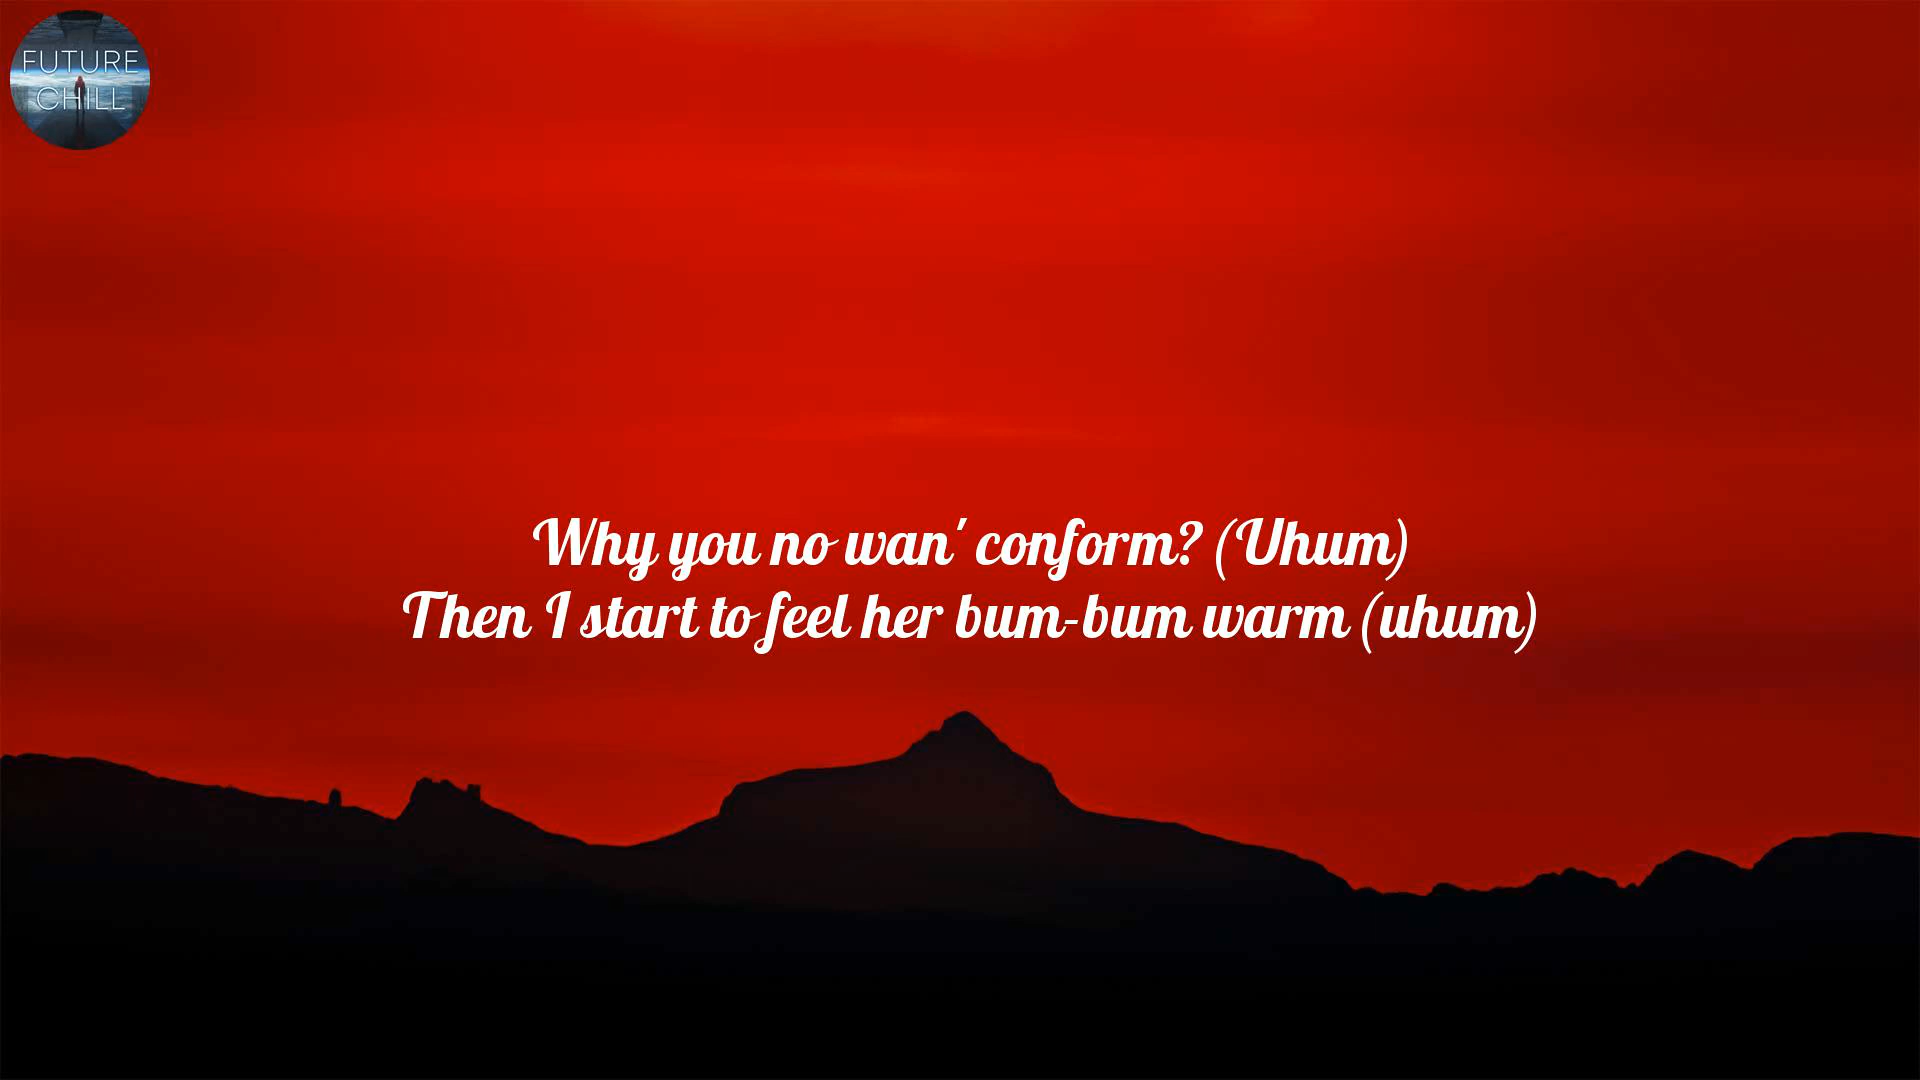 FUTURE
CHILL
Why you no wan' conform? (Uhum)
Then I start to feel her bum-bum warm (uhum)